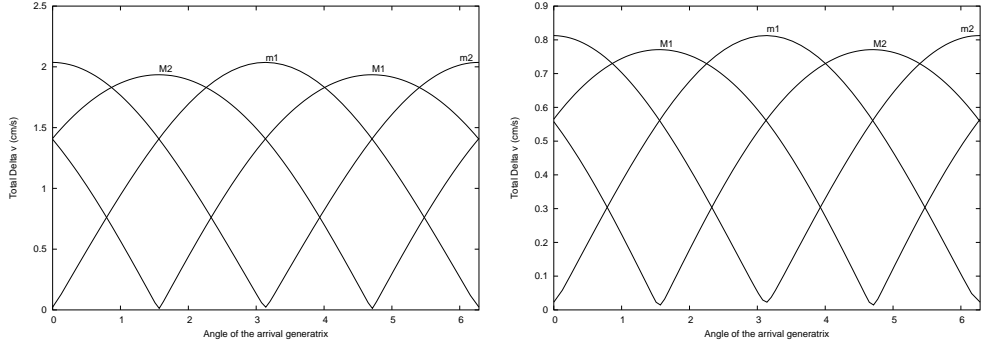 2.5
2
1.5
1
0.5
0
0 1 2 3 4 5 6
Total Delta v (cm/s)
Angle of the arrival generatrix
M2
m1
M1
m2
0.9
0.8
0.7
0.6
0.5
0.4
0.3
0.2
0.1
0
0 1 2 3 4 5 6
Total Delta v (cm/s)
Angle of the arrival generatrix
M1
m1
M2
m2